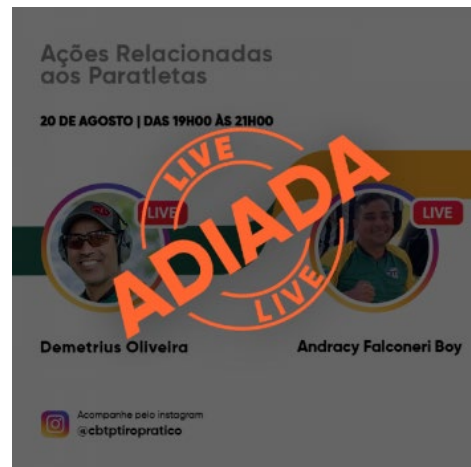 Ações Relacionadas
aos Paratletas
20 DE AGOSTO | DAS 19H00 ÀS 21H00
LIVE
LIVE
LIVE
ADIADA
LIVE
Demetrius Oliveira
Andracy Falconeri Boy
Acompanhe pelo instagram
@cbtptiropratico